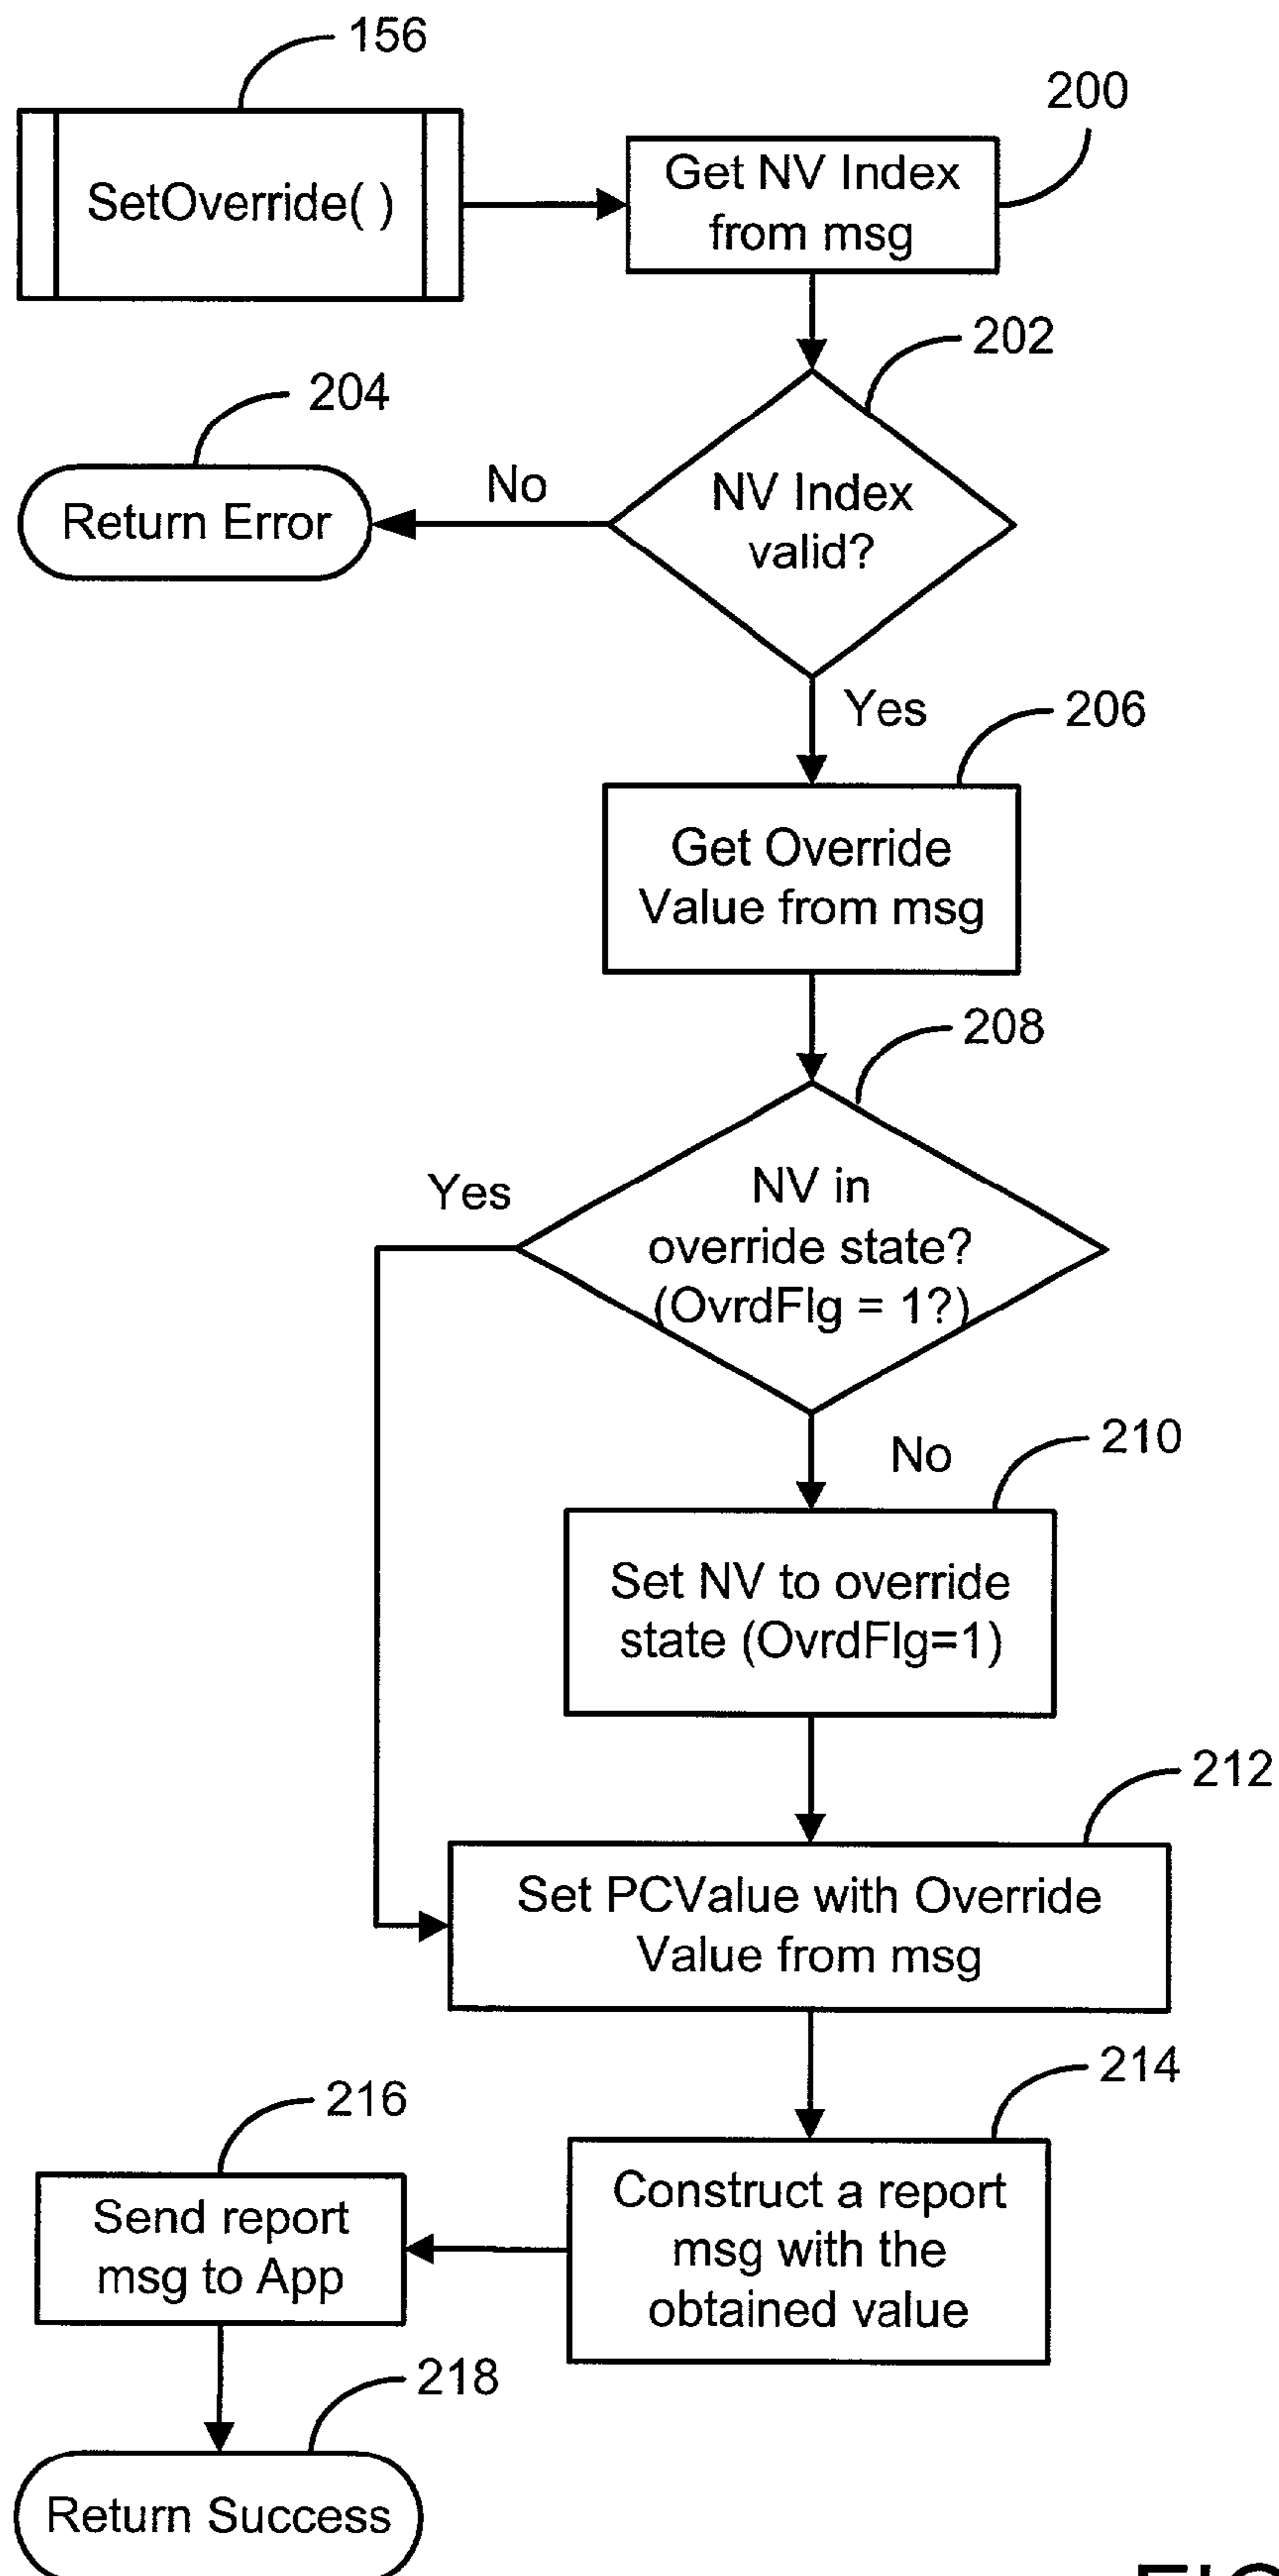 156
200
SetOverride( )
Get NV Index
from msg
202
204
No
NV Index
valid?
Return Error
Yes
206
Get Override
Value from msg
208
Yes
NV in
override state?
(OvrdFlg = 1?)
No
210
Set NV to override
state (OvrdFlg=1)
212
Set PCValue with Override
Value from msg
214
216
Construct a report
msg with the
obtained value
Send report
msg to App
218
Return Success